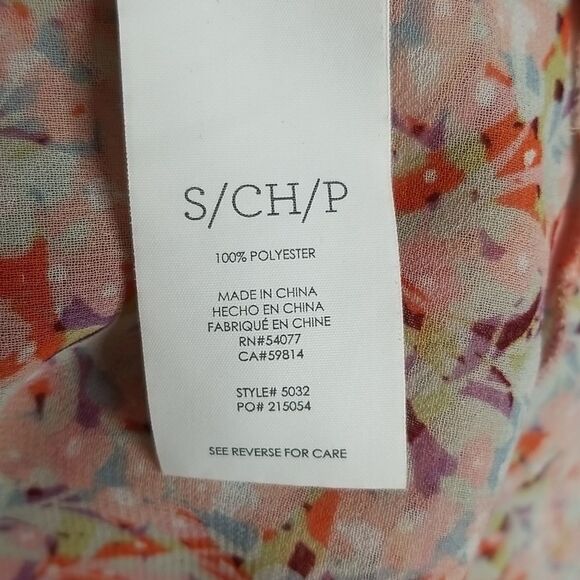 S/CH/P
100% POLYESTER
MADE IN CHINA
HECHO EN CHINA
FABRIQUÉ EN CHINE
RN#54077
CA#59814
STYLE# 5032
PO# 215054
SEE REVERSE FOR CARE